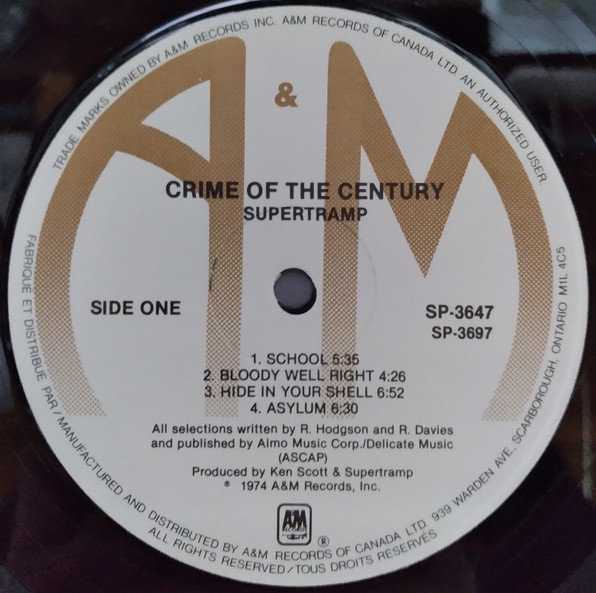 TRADE MARKS OWNED BY A&M RECORDS INC. A&M RECORDS OF CANADA LTD. AN AUTHORIZED USER.
A & M
CRIME OF THE CENTURY
SUPERTRAMP
SIDE ONE
SP-3647
SP-3697
1. SCHOOL 5:35
2. BLOODY WELL RIGHT 4:26
3. HIDE IN YOUR SHELL 6:52
4. ASYLUM 6:30
All selections written by R. Hodgson and R. Davies
and published by Almo Music Corp./Delicate Music
(ASCAP)
Produced by Ken Scott & Supertramp
℗ 1974 A&M Records, Inc.
A&M
®
FABRIQUE ET DISTRIBUÉ PAR/MANUFACTURED AND DISTRIBUTED BY A&M RECORDS OF CANADA LTD. 939 WARDEN AVE. SCARBOROUGH, ONTARIO M1L 4C5
ALL RIGHTS RESERVED/TOUS DROITS RÉSERVÉS